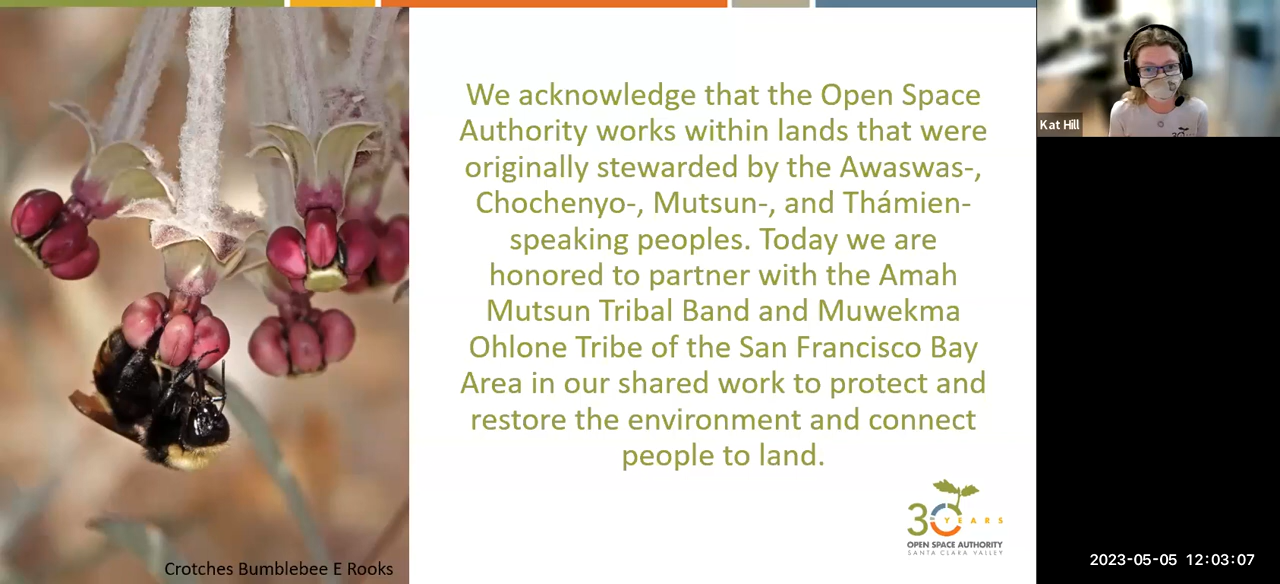 We acknowledge that the Open Space
Authority works within lands that were
originally stewarded by the Awaswas-,
Chochenyo-, Mutsun-, and Thámien-
speaking peoples. Today we are
honored to partner with the Amah
Mutsun Tribal Band and Muwekma
Ohlone Tribe of the San Francisco Bay
Area in our shared work to protect and
restore the environment and connect
people to land.
30 YEARS
OPEN SPACE AUTHORITY
SANTA CLARA VALLEY
Crotches Bumblebee E Rooks
Kat Hill
2023-05-05 12:03:07